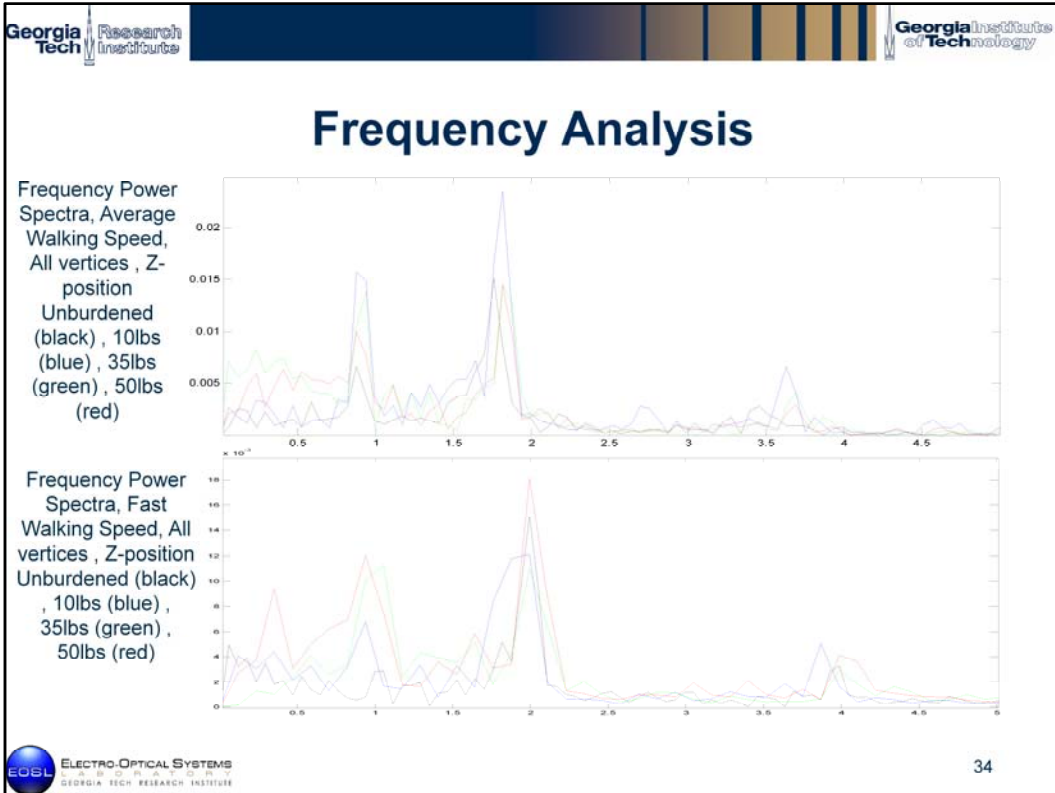 Georgia Research
Tech Institute
Georgia Institute
of Technology
Frequency Analysis
Frequency Power
Spectra, Average
Walking Speed,
All vertices , Z-
position
Unburdened
(black) , 10lbs
(blue) , 35lbs
(green) , 50lbs
(red)
0.02
0.015
0.01
0.005
0.5 1 1.5 2 2.5 3 3.5 4 4.5
Frequency Power
Spectra, Fast
Walking Speed, All
vertices , Z-position
Unburdened (black)
, 10lbs (blue) ,
35lbs (green) ,
50lbs (red)
18
16
14
12
10
8
6
4
2
0
0.5 1 1.5 2 2.5 3 3.5 4 4.5 5
EOSL
ELECTRO-OPTICAL SYSTEMS
LABORATORY
GEORGIA TECH RESEARCH INSTITUTE
34